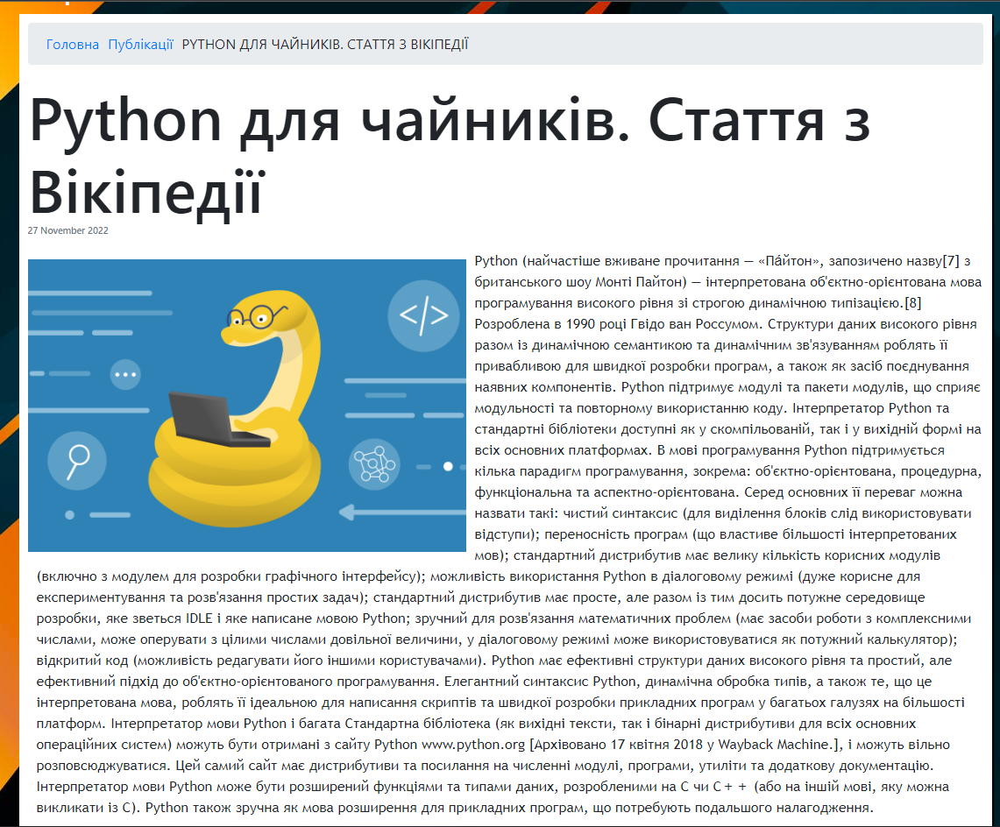 Головна Публікації PYTHON ДЛЯ ЧАЙНИКІВ. СТАТТЯ З ВІКІПЕДІЇ
Python для чайників. Стаття з
Вікіпедії
27 November 2022
Python (найчастіше вживане прочитання — «Па́йтон», запозичено назву[7] з
британського шоу Монті Пайтон) — інтерпретована об'єктно-орієнтована мова
програмування високого рівня зі строгою динамічною типізацією.[8]
Розроблена в 1990 році Гвідо ван Россумом. Структури даних високого рівня
разом із динамічною семантикою та динамічним зв'язуванням роблять її
привабливою для швидкої розробки програм, а також як засіб поєднування
наявних компонентів. Python підтримує модулі та пакети модулів, що сприяє
модульності та повторному використанню коду. Інтерпретатор Python та
стандартні бібліотеки доступні як у скомпільованій, так і у вихідній формі на
всіх основних платформах. В мові програмування Python підтримується
кілька парадигм програмування, зокрема: об'єктно-орієнтована, процедурна,
функціональна та аспектно-орієнтована. Серед основних її переваг можна
назвати такі: чистий синтаксис (для виділення блоків слід використовувати
відступи); переносність програм (що властиве більшості інтерпретованих
мов); стандартний дистрибутив має велику кількість корисних модулів
(включно з модулем для розробки графічного інтерфейсу); можливість використання Python в діалоговому режимі (дуже корисне для
експериментування та розв'язання простих задач); стандартний дистрибутив має просте, але разом із тим досить потужне середовище
розробки, яке зветься IDLE і яке написане мовою Python; зручний для розв'язання математичних проблем (має засоби роботи з комплексними
числами, може оперувати з цілими числами довільної величини, у діалоговому режимі може використовуватися як потужний калькулятор);
відкритий код (можливість редагувати його іншими користувачами). Python має ефективні структури даних високого рівня та простий, але
ефективний підхід до об'єктно-орієнтованого програмування. Елегантний синтаксис Python, динамічна обробка типів, а також те, що це
інтерпретована мова, роблять її ідеальною для написання скриптів та швидкої розробки прикладних програм у багатьох галузях на більшості
платформ. Інтерпретатор мови Python і багата Стандартна бібліотека (як вихідні тексти, так і бінарні дистрибутиви для всіх основних
операційних систем) можуть бути отримані з сайту Python www.python.org [Архівовано 17 квітня 2018 у Wayback Machine.], і можуть вільно
розповсюджуватися. Цей самий сайт має дистрибутиви та посилання на численні модулі, програми, утиліти та додаткову документацію.
Інтерпретатор мови Python може бути розширений функціями та типами даних, розробленими на C чи C++ (або на іншій мові, яку можна
викликати із C). Python також зручна як мова розширення для прикладних програм, що потребують подальшого налагодження.